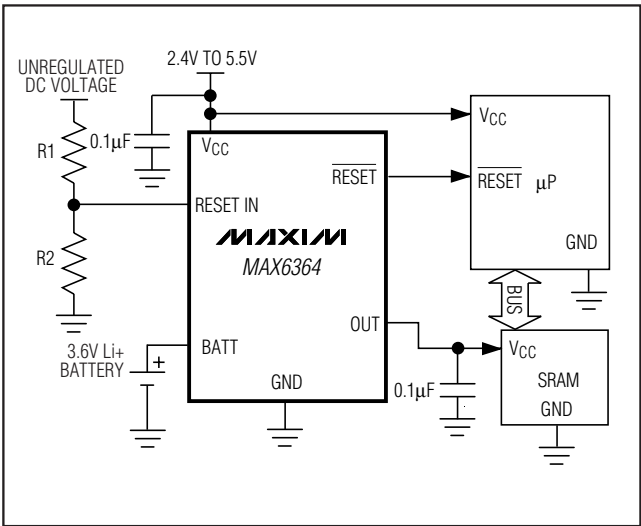 UNREGULATED
DC VOLTAGE
2.4V TO 5.5V
R1
0.1μF
VCC
VCC
RESET
RESET
μP
RESET IN
MAXIM
MAX6364
R2
GND
BUS
OUT
3.6V Li+
BATTERY
+
BATT
VCC
SRAM
GND
0.1μF
GND